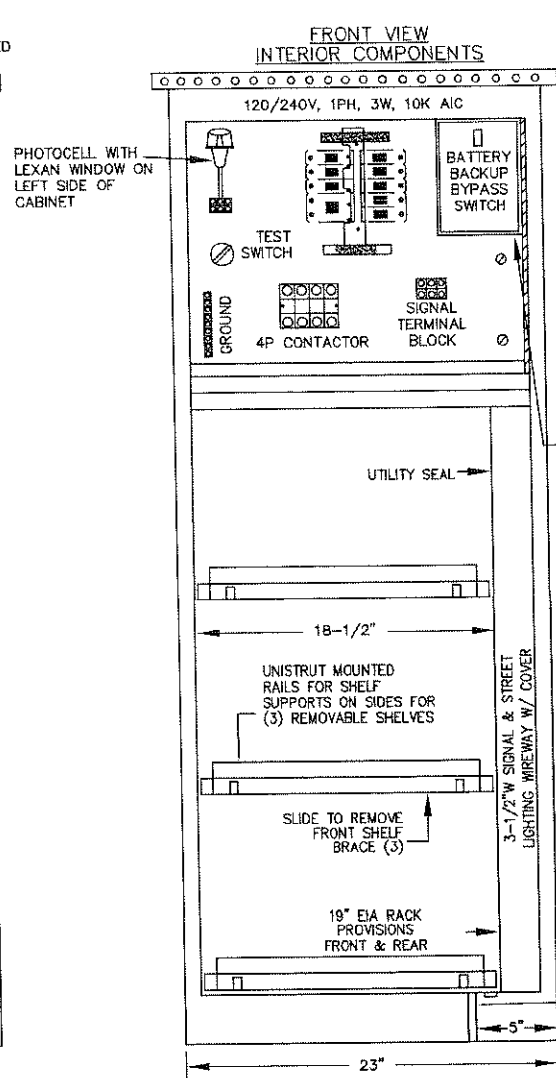 ED
FRONT VIEW
INTERIOR COMPONENTS
120/240V, 1PH, 3W, 10K AIC
PHOTOCELL WITH
LEXAN WINDOW ON
LEFT SIDE OF
CABINET
BATTERY
BACKUP
BYPASS
SWITCH
TEST
SWITCH
GROUND
4P CONTACTOR
SIGNAL
TERMINAL
BLOCK
UTILITY SEAL
18-1/2"
UNISTRUT MOUNTED
RAILS FOR SHELF
SUPPORTS ON SIDES FOR
(3) REMOVABLE SHELVES
3-1/2"W SIGNAL & STREET
LIGHTING WIREWAY W/ COVER
SLIDE TO REMOVE
FRONT SHELF
BRACE (3)
19" EIA RACK
PROVISIONS
FRONT & REAR
5"
23"